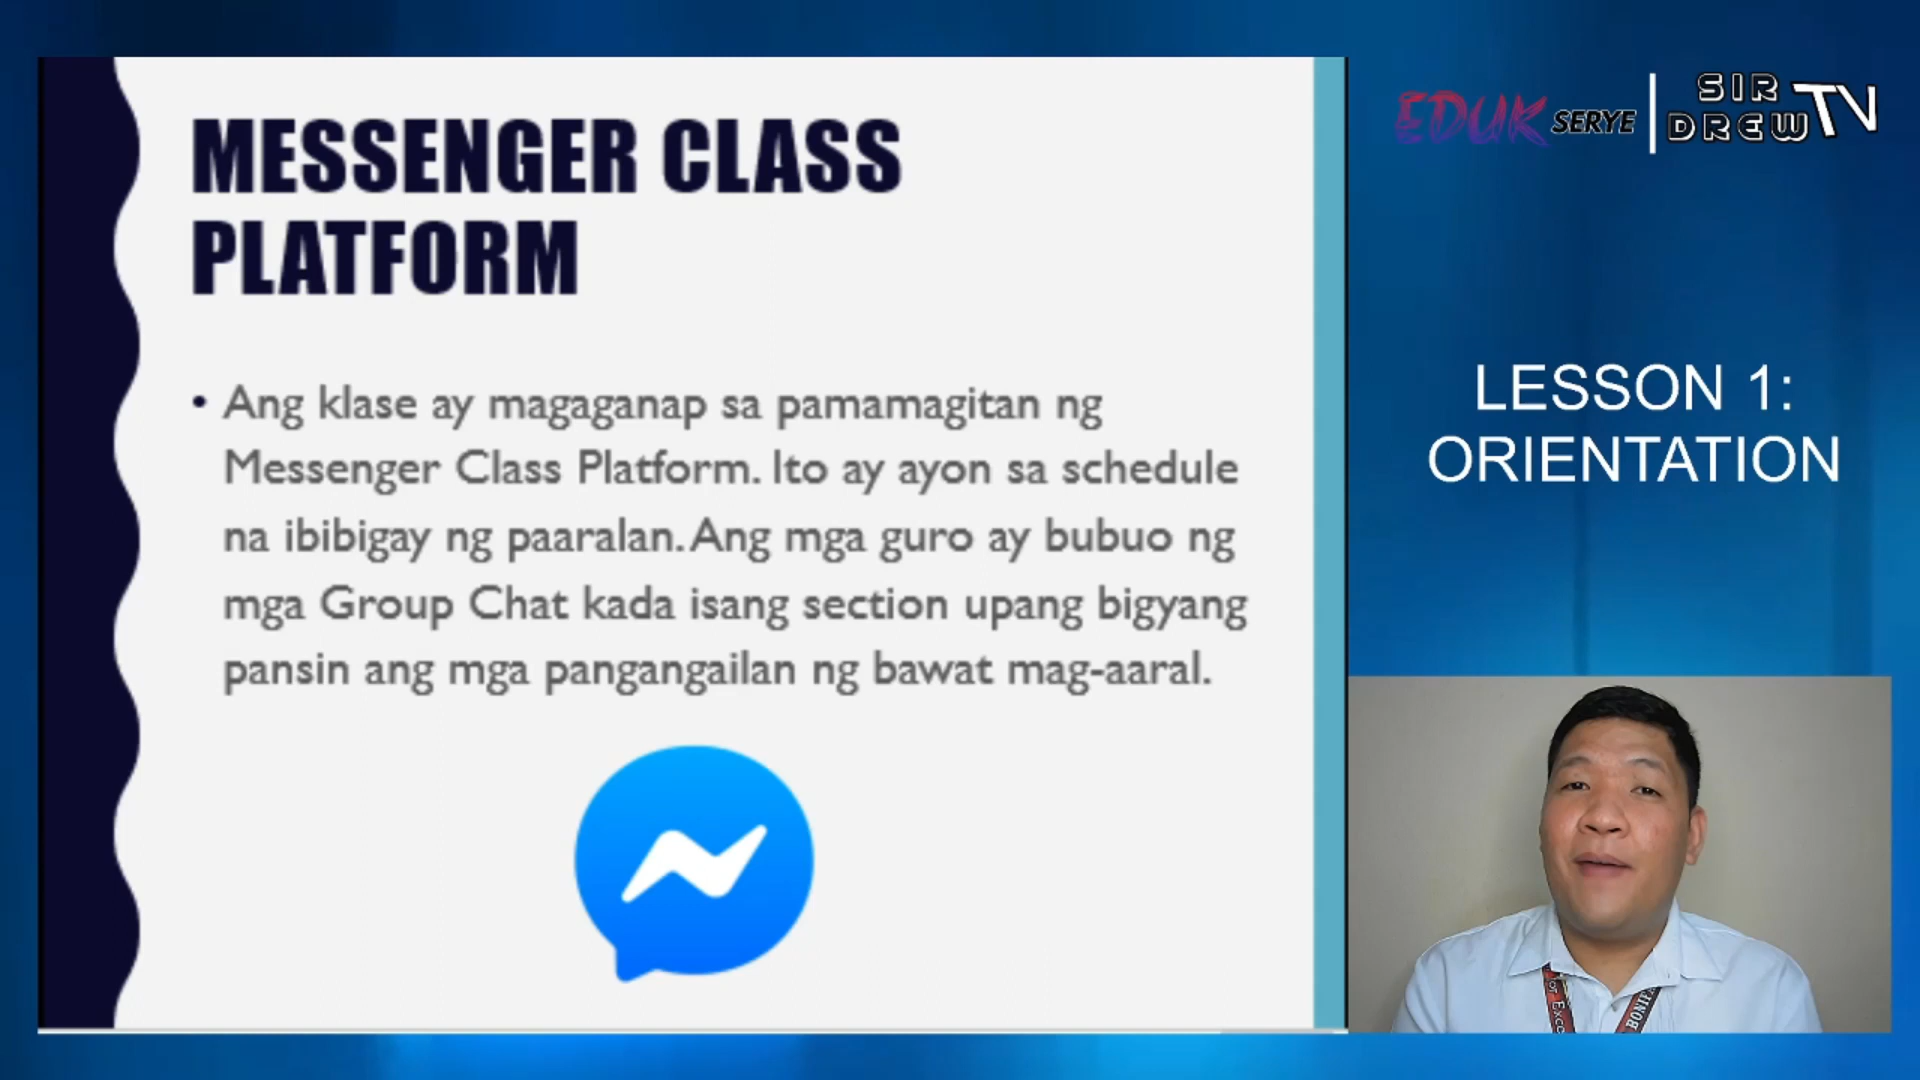 MESSENGER CLASS
PLATFORM
• Ang klase ay magaganap sa pamamagitan ng
Messenger Class Platform. Ito ay ayon sa schedule
na ibibigay ng paaralan. Ang mga guro ay bubuo ng
mga Group Chat kada isang section upang bigyang
pansin ang mga pangangailan ng bawat mag-aaral.
EDUK SERYE
SIR
DREW TV
LESSON 1:
ORIENTATION